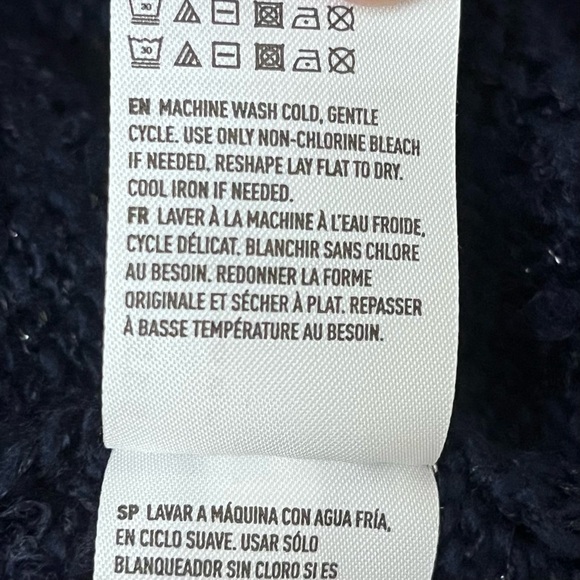 30
30
EN MACHINE WASH COLD, GENTLE
CYCLE. USE ONLY NON-CHLORINE BLEACH
IF NEEDED. RESHAPE LAY FLAT TO DRY.
COOL IRON IF NEEDED.
FR LAVER À LA MACHINE À L'EAU FROIDE,
CYCLE DÉLICAT. BLANCHIR SANS CHLORE
AU BESOIN. REDONNER LA FORME
ORIGINALE ET SÉCHER À PLAT. REPASSER
À BASSE TEMPÉRATURE AU BESOIN.
SP LAVAR A MÁQUINA CON AGUA FRÍA,
EN CICLO SUAVE. USAR SÓLO
BLANQUEADOR SIN CLORO SI ES